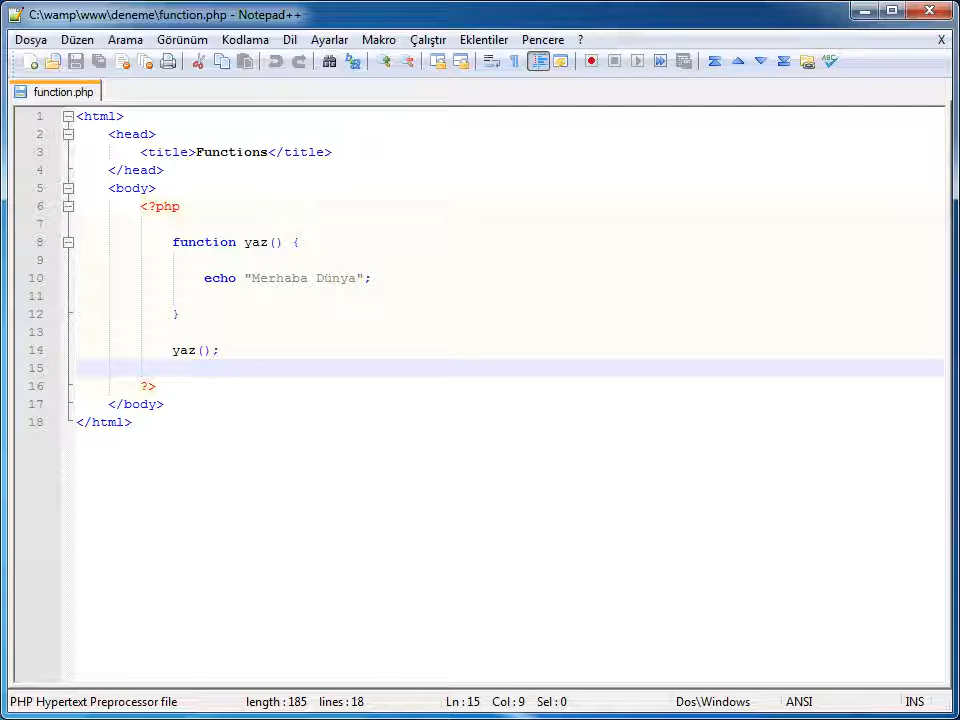 C:\wamp\www\deneme\function.php - Notepad++
Dosya Düzen Arama Görünüm Kodlama Dil Ayarlar Makro Çalıştır Eklentiler Pencere ? X
function.php
1 <html>
2 <head>
3 <title>Functions</title>
4 </head>
5 <body>
6 <?php
7
8 function yaz() {
9
10 echo "Merhaba Dünya";
11
12 }
13
14 yaz();
15
16 ?>
17 </body>
18 </html>
PHP Hypertext Preprocessor file length : 185 lines : 18 Ln : 15 Col : 9 Sel : 0 Dos\Windows ANSI INS